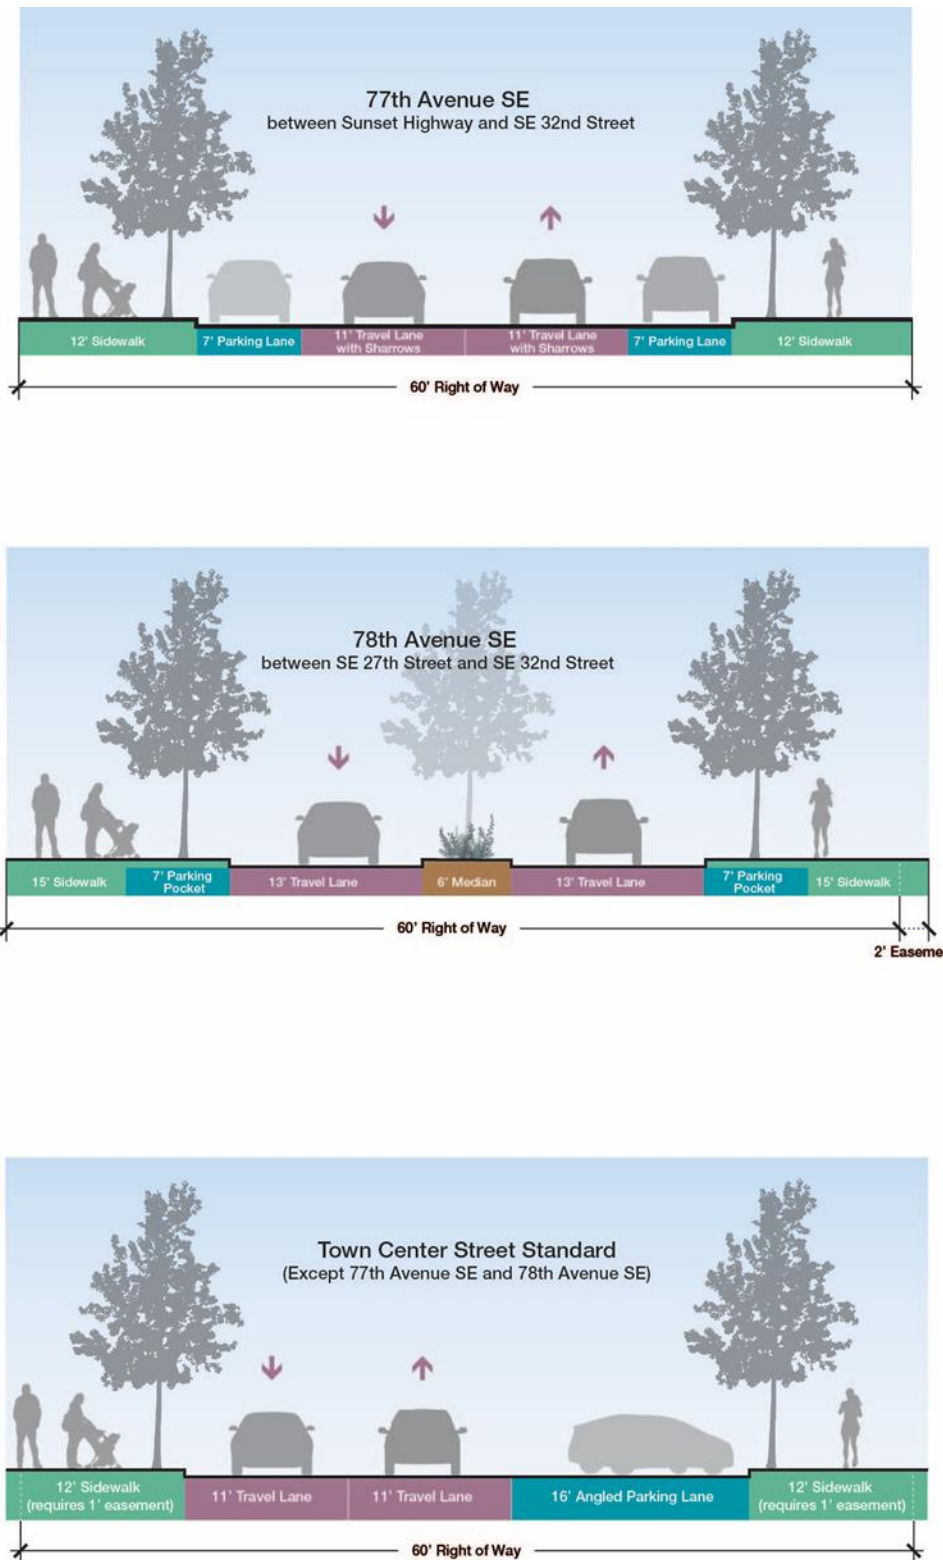 77th Avenue SE
between Sunset Highway and SE 32nd Street
12' Sidewalk
7' Parking Lane
11' Travel Lane
with Sharrows
11' Travel Lane
with Sharrows
7' Parking Lane
12' Sidewalk
60' Right of Way
78th Avenue SE
between SE 27th Street and SE 32nd Street
15' Sidewalk
7' Parking
Pocket
13' Travel Lane
6' Median
13' Travel Lane
7' Parking
Pocket
15' Sidewalk
60' Right of Way
2' Easeme
Town Center Street Standard
(Except 77th Avenue SE and 78th Avenue SE)
12' Sidewalk
(requires 1' easement)
11' Travel Lane
11' Travel Lane
16' Angled Parking Lane
12' Sidewalk
(requires 1' easement)
60' Right of Way